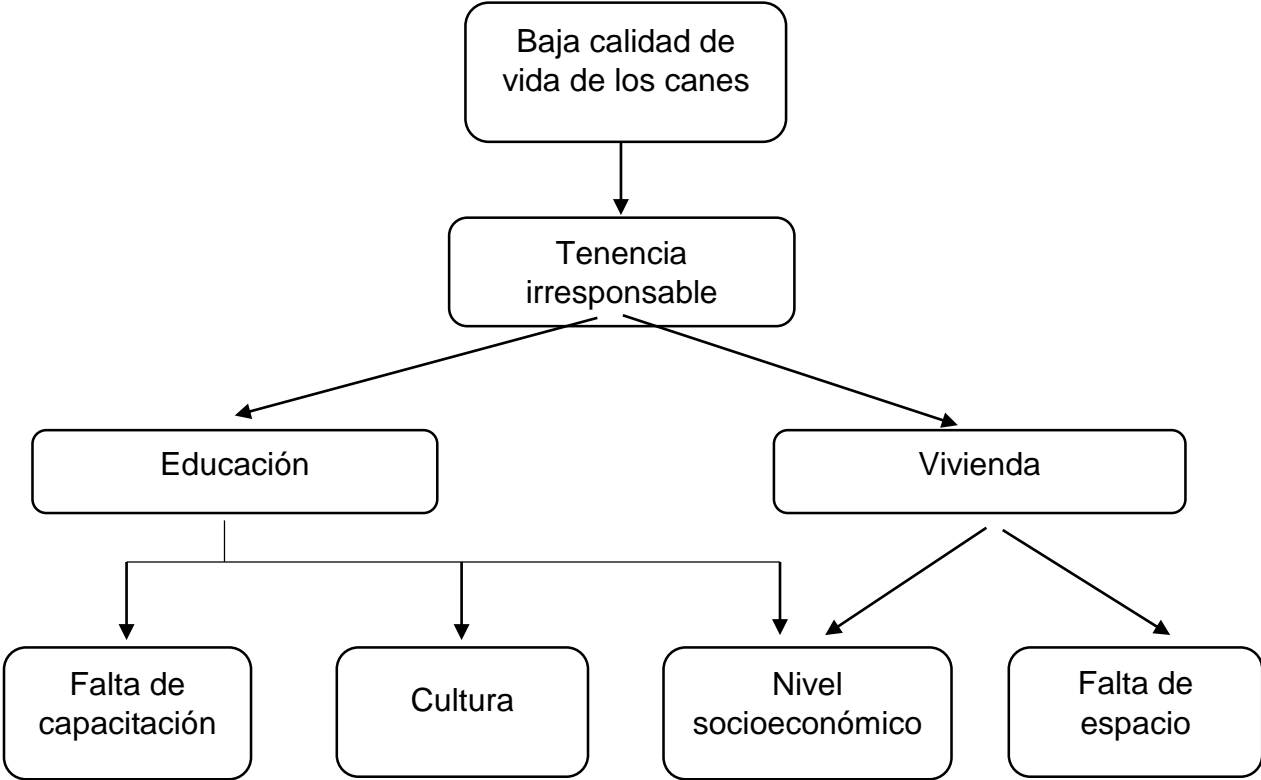 Baja calidad de
vida de los canes
Tenencia
irresponsable
Educación
Vivienda
Falta de
capacitación
Cultura
Nivel
socioeconómico
Falta de
espacio